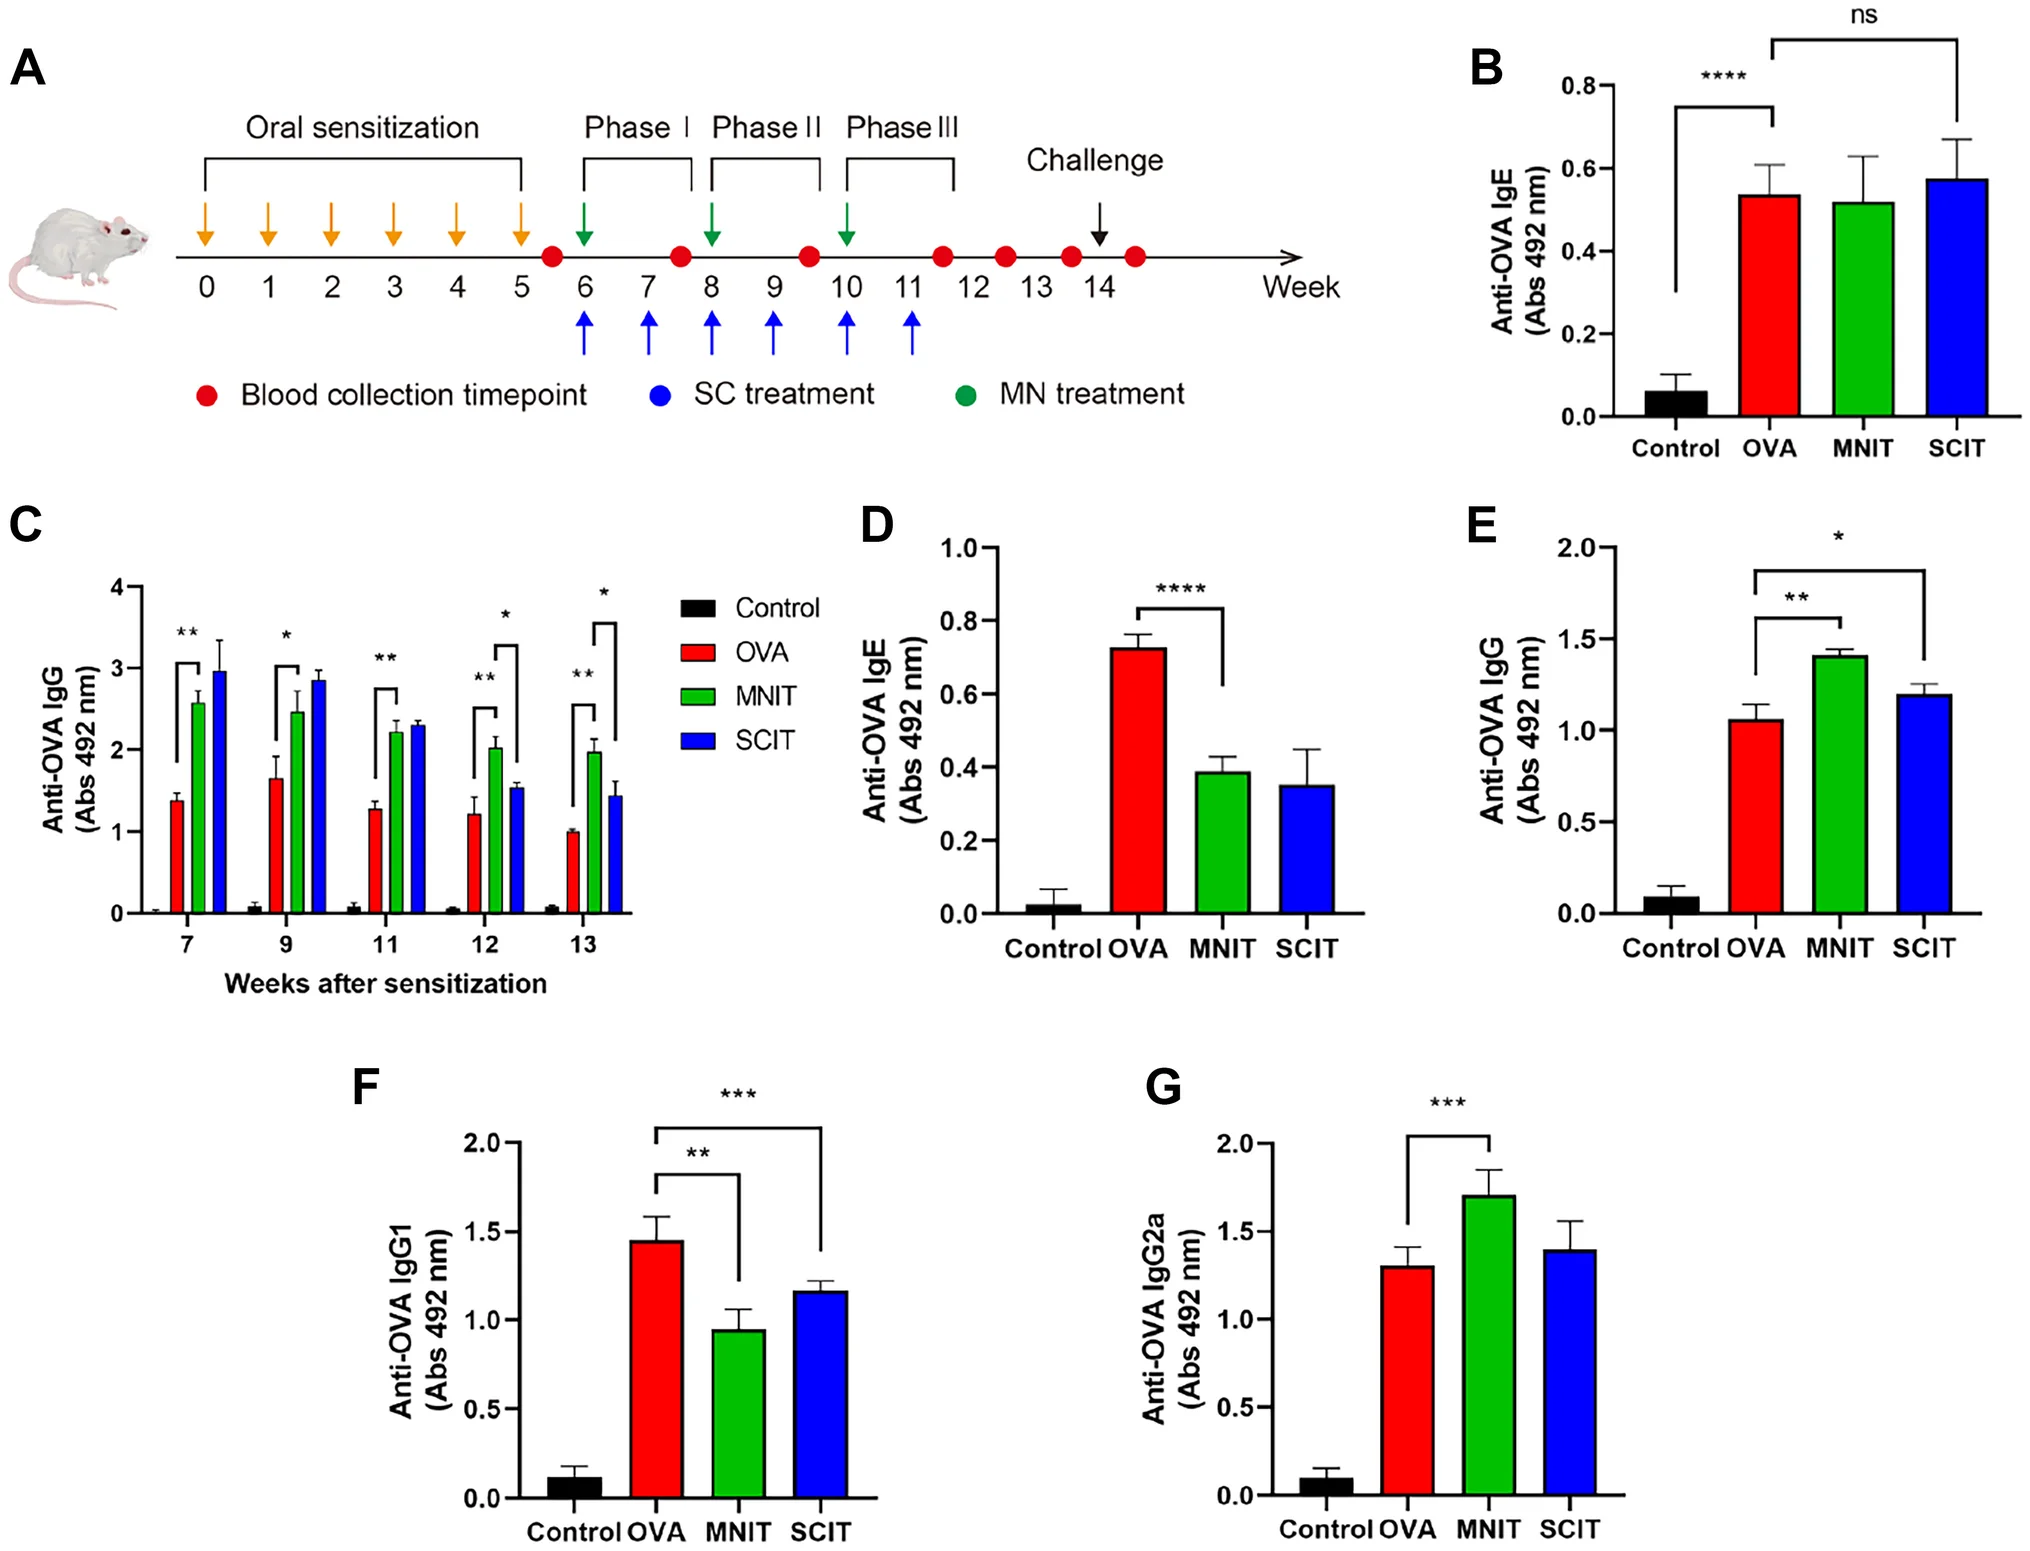 A
Oral sensitization
Phase I
Phase II
Phase III
Challenge
0 1 2 3 4 5 6 7 8 9 10 11 12 13 14 Week
Blood collection timepoint
SC treatment
MN treatment
B
ns
****
Anti-OVA IgE
(Abs 492 nm)
0.8
0.6
0.4
0.2
0.0
Control OVA MNIT SCIT
C
Anti-OVA IgG
(Abs 492 nm)
4
3
2
1
0
** * ** ** * ** *
7 9 11 12 13
Weeks after sensitization
Control
OVA
MNIT
SCIT
D
Anti-OVA IgE
(Abs 492 nm)
1.0
0.8
0.6
0.4
0.2
0.0
****
Control OVA MNIT SCIT
E
Anti-OVA IgG
(Abs 492 nm)
2.0
1.5
1.0
0.5
0.0
*
**
Control OVA MNIT SCIT
F
Anti-OVA IgG1
(Abs 492 nm)
2.0
1.5
1.0
0.5
0.0
***
**
Control OVA MNIT SCIT
G
Anti-OVA IgG2a
(Abs 492 nm)
2.0
1.5
1.0
0.5
0.0
***
Control OVA MNIT SCIT